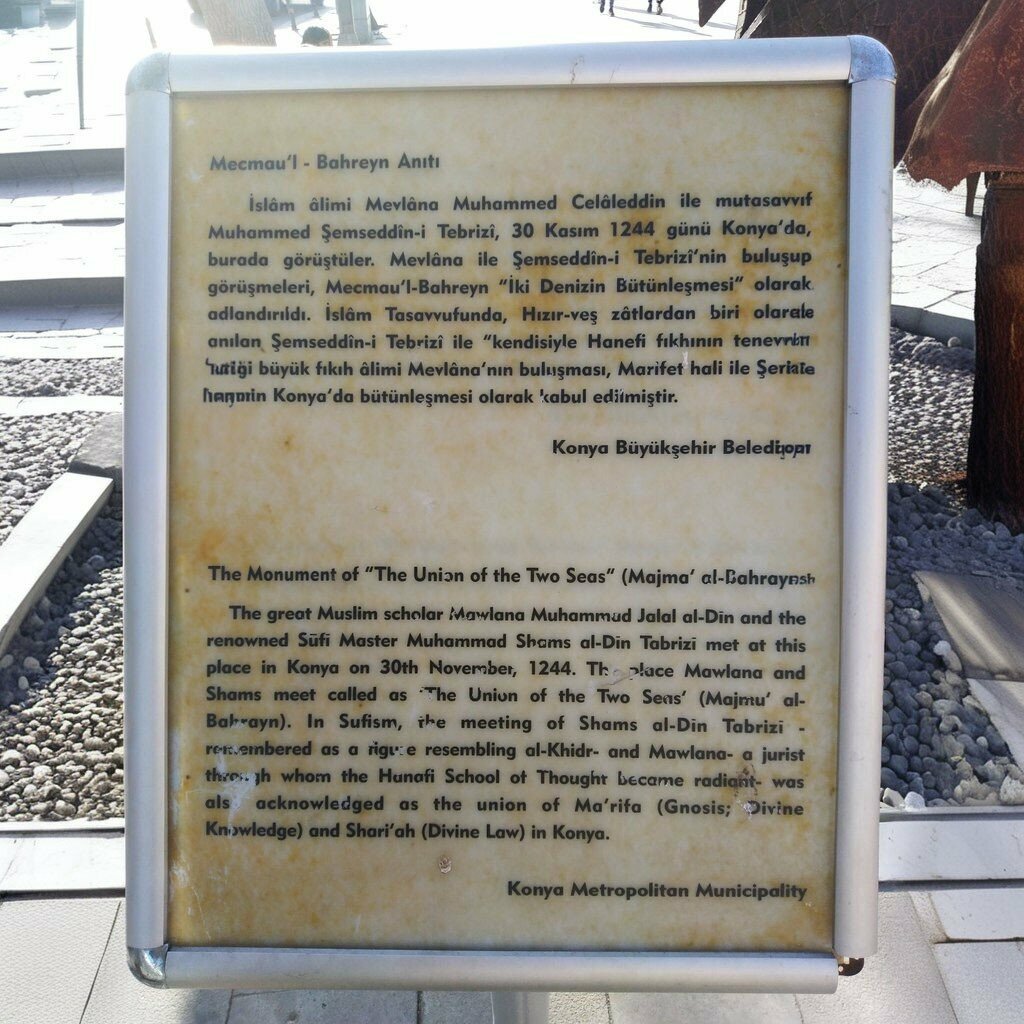 Mecmau'l - Bahreyn Anıtı
İslâm âlimi Mevlâna Muhammed Celâleddin ile mutasavvıf
Muhammed Şemseddîn-i Tebrizî, 30 Kasım 1244 günü Konya'da,
burada görüştüler. Mevlâna ile Şemseddîn-i Tebrizî'nin buluşup
görüşmeleri, Mecmau'l-Bahreyn "İki Denizin Bütünleşmesi" olarak
adlandırıldı. İslâm Tasavvufunda, Hızır-veş zâtlardan biri olarak
anılan Şemseddîn-i Tebrizî ile "kendisiyle Hanefi fıkhının
büyük fıkıh âlimi Mevlâna'nın buluşması, Marifet hali ile
Konya'da bütünleşmesi olarak kabul edilmiştir.
Konya Büyükşehir
The Monument of "The Union of the Two Seas" (Majma' al-Bahrayn
The great Muslim scholar Mawlana Muhammad Jalal al-Dīn and the
renowned Sūfī Master Muhammad Shams al-Dīn Tabrizī met at this
place in Konya on 30th November, 1244. The place Mawlana and
Shams meet called as 'The Union of the Two Seas' (Majmu' al-
Bahrayn). In Sufism, the meeting of Shams al-Dīn Tabrizī -
remembered as a figure resembling al-Khidr- and Mawlana- a jurist
through whom the Hanafi School of Thought became radiant- was
also acknowledged as the union of Ma'rifa (Gnosis; Divine
Knowledge) and Shari'ah (Divine Law) in Konya.
Konya Metropolitan Municipality